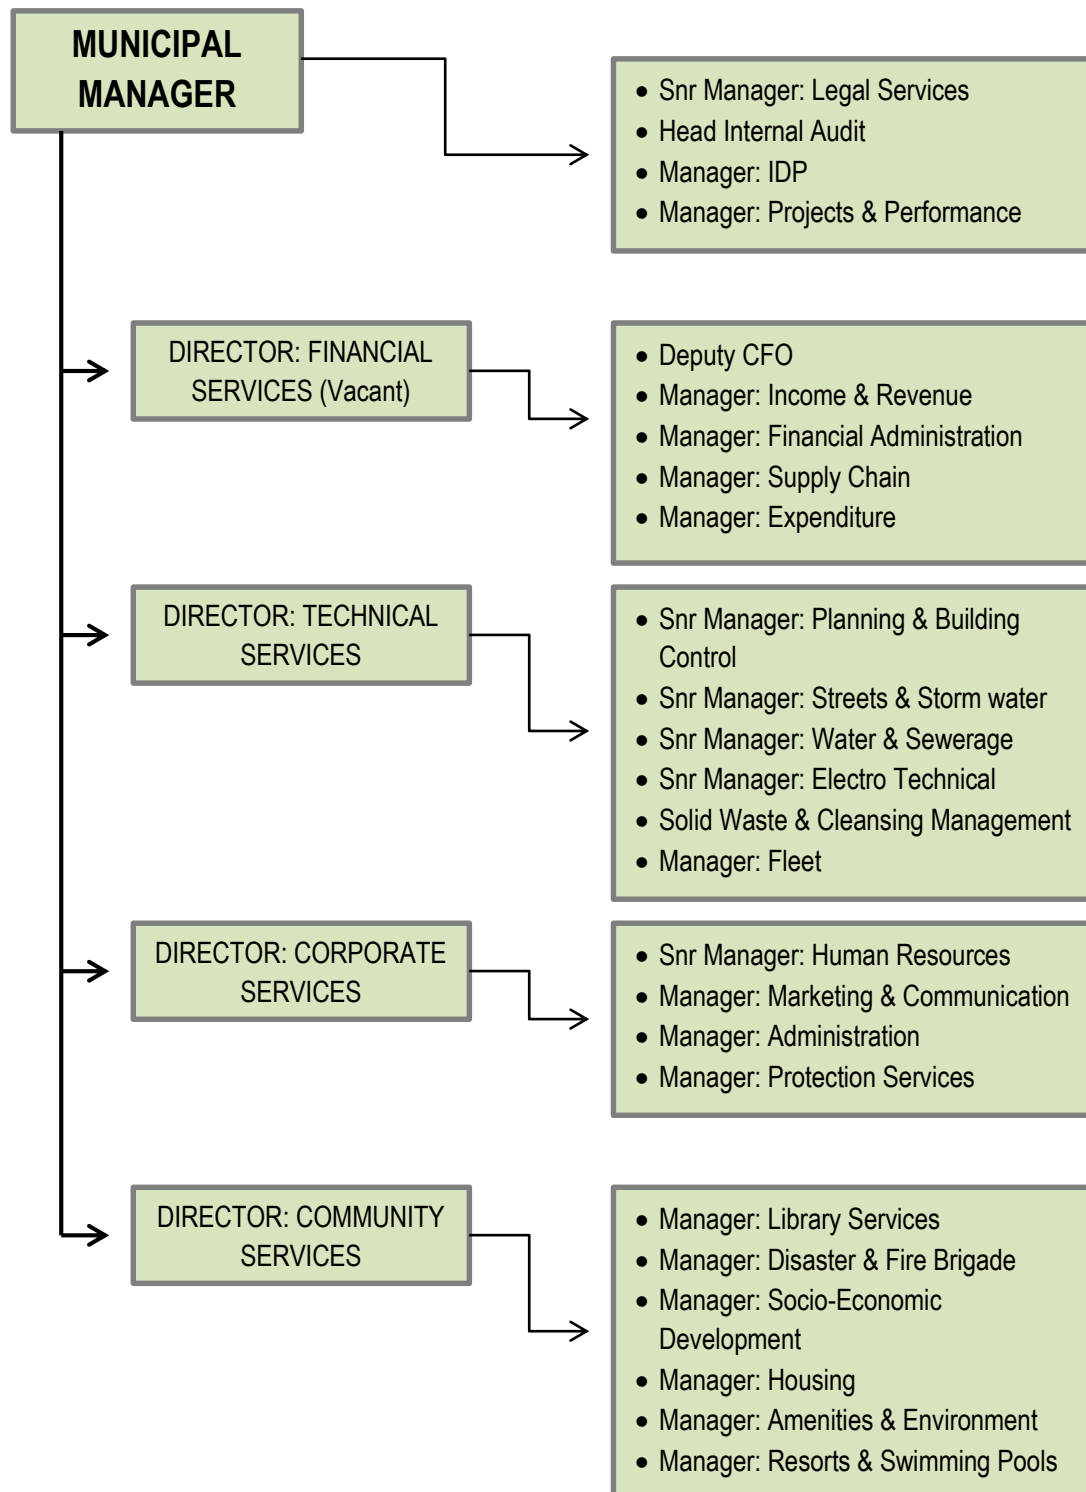 MUNICIPAL
MANAGER
• Snr Manager: Legal Services
• Head Internal Audit
• Manager: IDP
• Manager: Projects & Performance
DIRECTOR: FINANCIAL
SERVICES (Vacant)
• Deputy CFO
• Manager: Income & Revenue
• Manager: Financial Administration
• Manager: Supply Chain
• Manager: Expenditure
DIRECTOR: TECHNICAL
SERVICES
• Snr Manager: Planning & Building
Control
• Snr Manager: Streets & Storm water
• Snr Manager: Water & Sewerage
• Snr Manager: Electro Technical
• Solid Waste & Cleansing Management
• Manager: Fleet
DIRECTOR: CORPORATE
SERVICES
• Snr Manager: Human Resources
• Manager: Marketing & Communication
• Manager: Administration
• Manager: Protection Services
DIRECTOR: COMMUNITY
SERVICES
• Manager: Library Services
• Manager: Disaster & Fire Brigade
• Manager: Socio-Economic
Development
• Manager: Housing
• Manager: Amenities & Environment
• Manager: Resorts & Swimming Pools